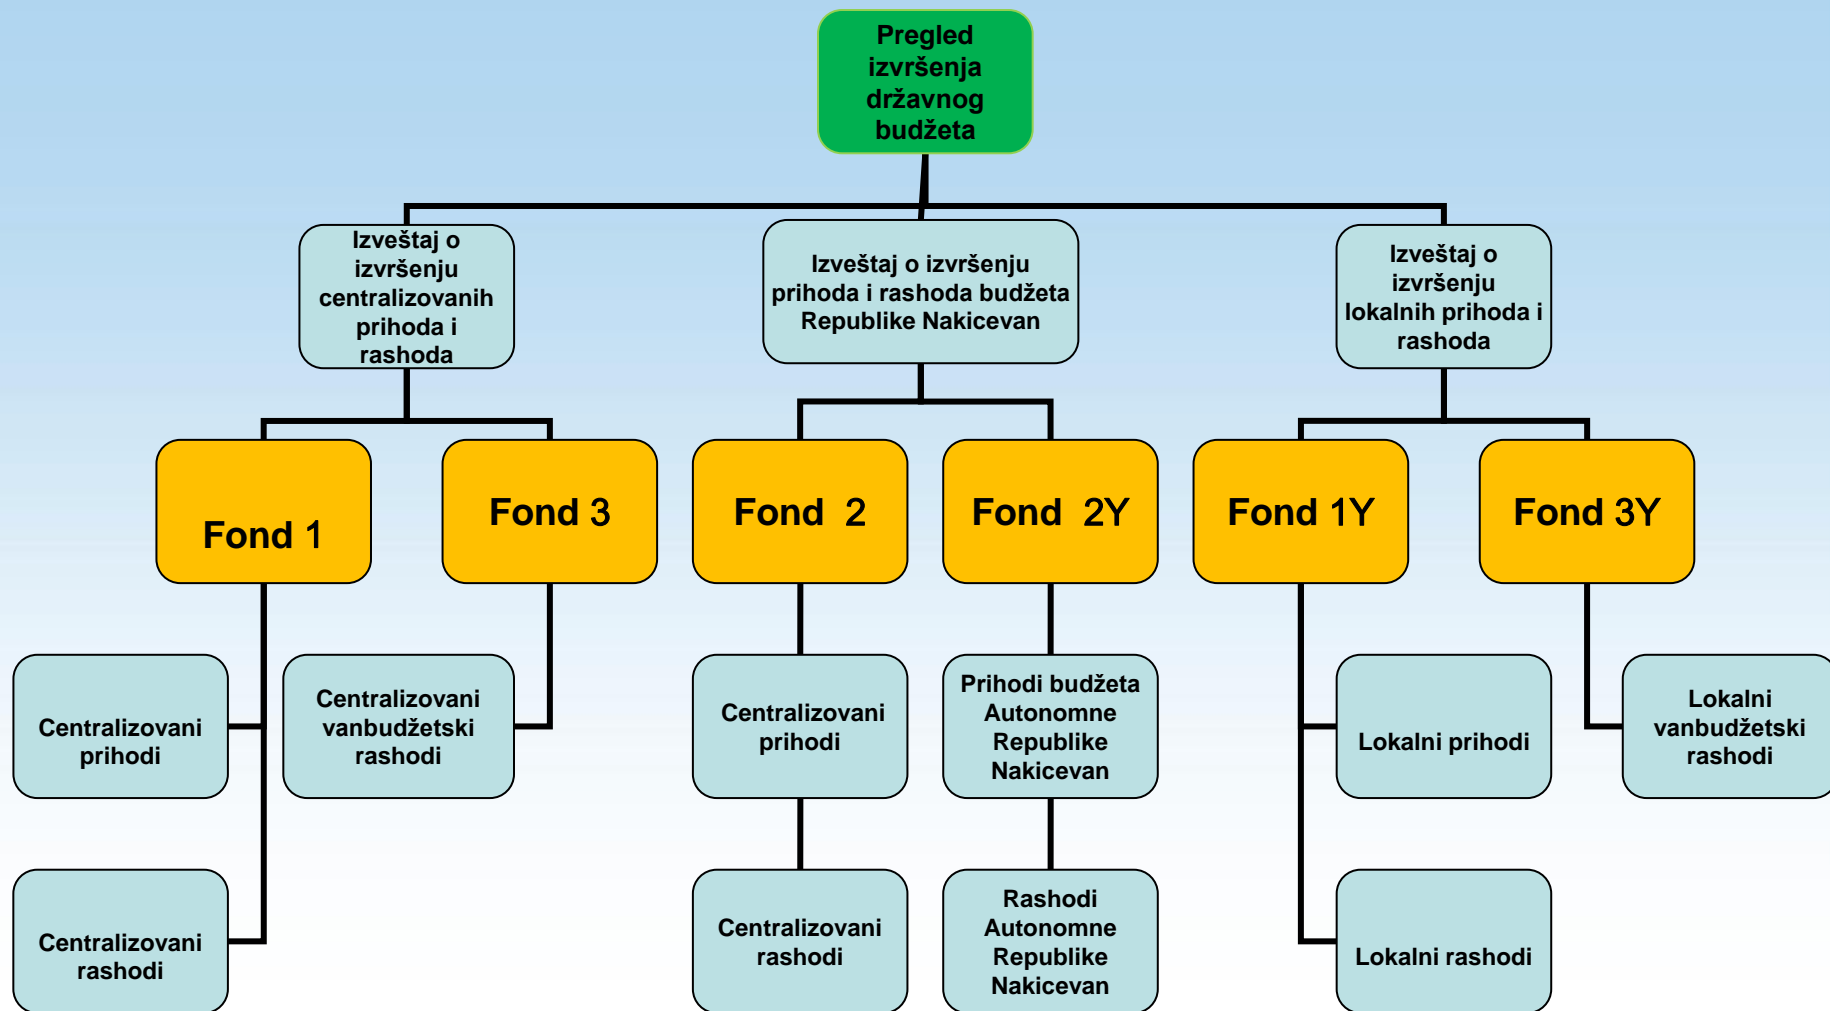 Pregled
izvršenja
državnog
budžeta
Izveštaj o
izvršenju
centralizovanih
prihoda i
rashoda
Izveštaj o izvršenju
prihoda i rashoda budžeta
Republike Nakicevan
Izveštaj o
izvršenju
lokalnih prihoda i
rashoda
Fond 1
Fond 3
Fond 2
Fond 2Y
Fond 1Y
Fond 3Y
Centralizovani
prihodi
Centralizovani
vanbudžetski
rashodi
Centralizovani
prihodi
Prihodi budžeta
Autonomne
Republike
Nakicevan
Lokalni prihodi
Lokalni
vanbudžetski
rashodi
Centralizovani
rashodi
Centralizovani
rashodi
Rashodi
Autonomne
Republike
Nakicevan
Lokalni rashodi